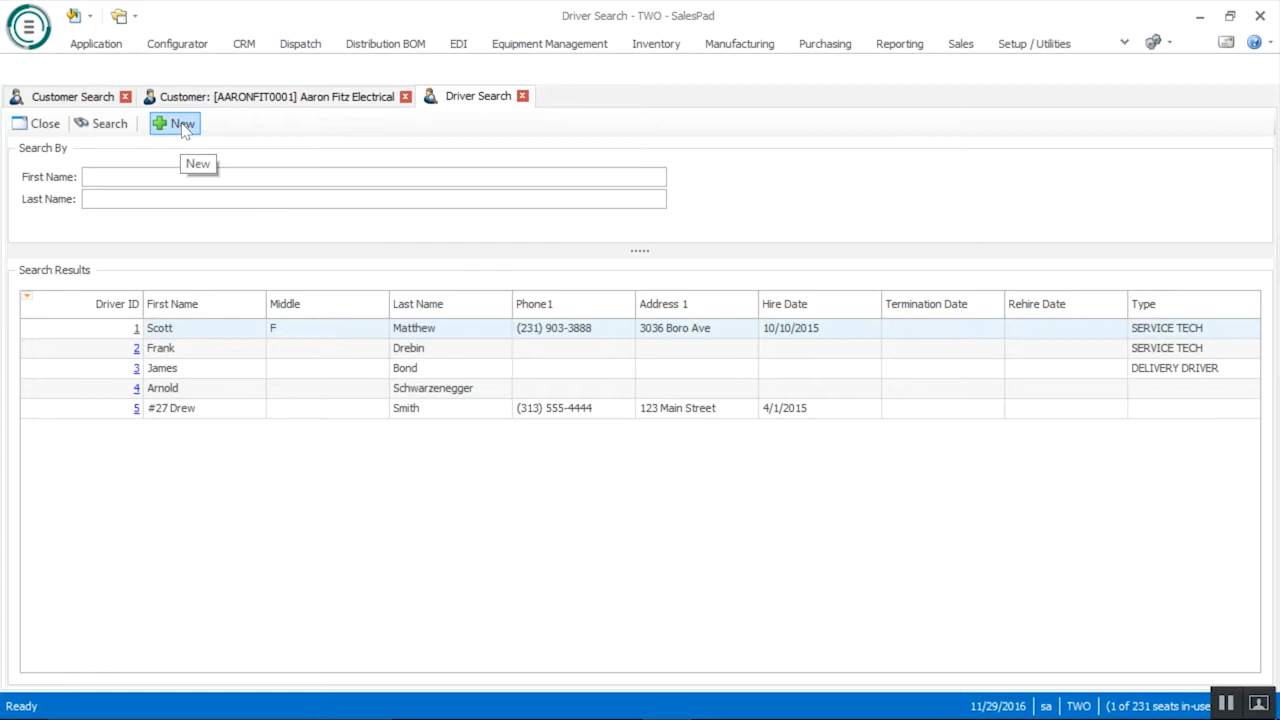 Driver Search - TWO - SalesPad
Application Configurator CRM Dispatch Distribution BOM EDI Equipment Management Inventory Manufacturing Purchasing Reporting Sales Setup / Utilities
Customer Search Customer: [AARONFIT0001] Aaron Fitz Electrical Driver Search
Close Search New
Search By
New
First Name:
Last Name:
Search Results
Driver ID First Name Middle Last Name Phone1 Address 1 Hire Date Termination Date Rehire Date Type
1 Scott F Matthew (231) 903-3888 3036 Boro Ave 10/10/2015 SERVICE TECH
2 Frank Drebin SERVICE TECH
3 James Bond DELIVERY DRIVER
4 Arnold Schwarzenegger
5 #27 Drew Smith (313) 555-4444 123 Main Street 4/1/2015
Ready 11/29/2016 sa TWO (1 of 231 seats in-use